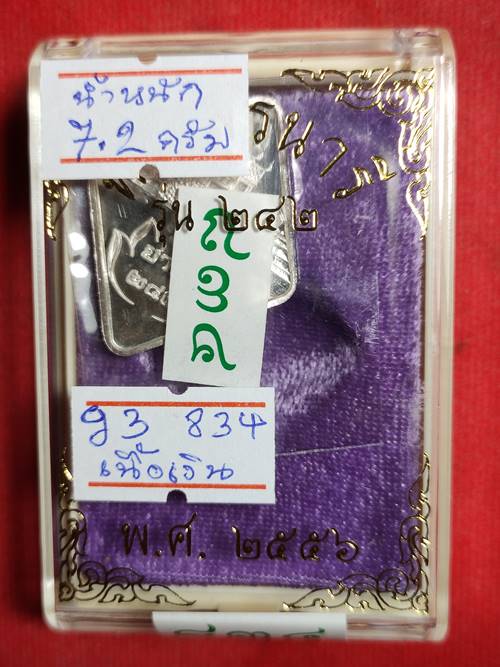 น้ำหนัก
7.2 กรัม
รุ่น ๒๔๒
๘๓๔
93 834
เนื้อเงิน
พ.ศ. ๒๕๕๖